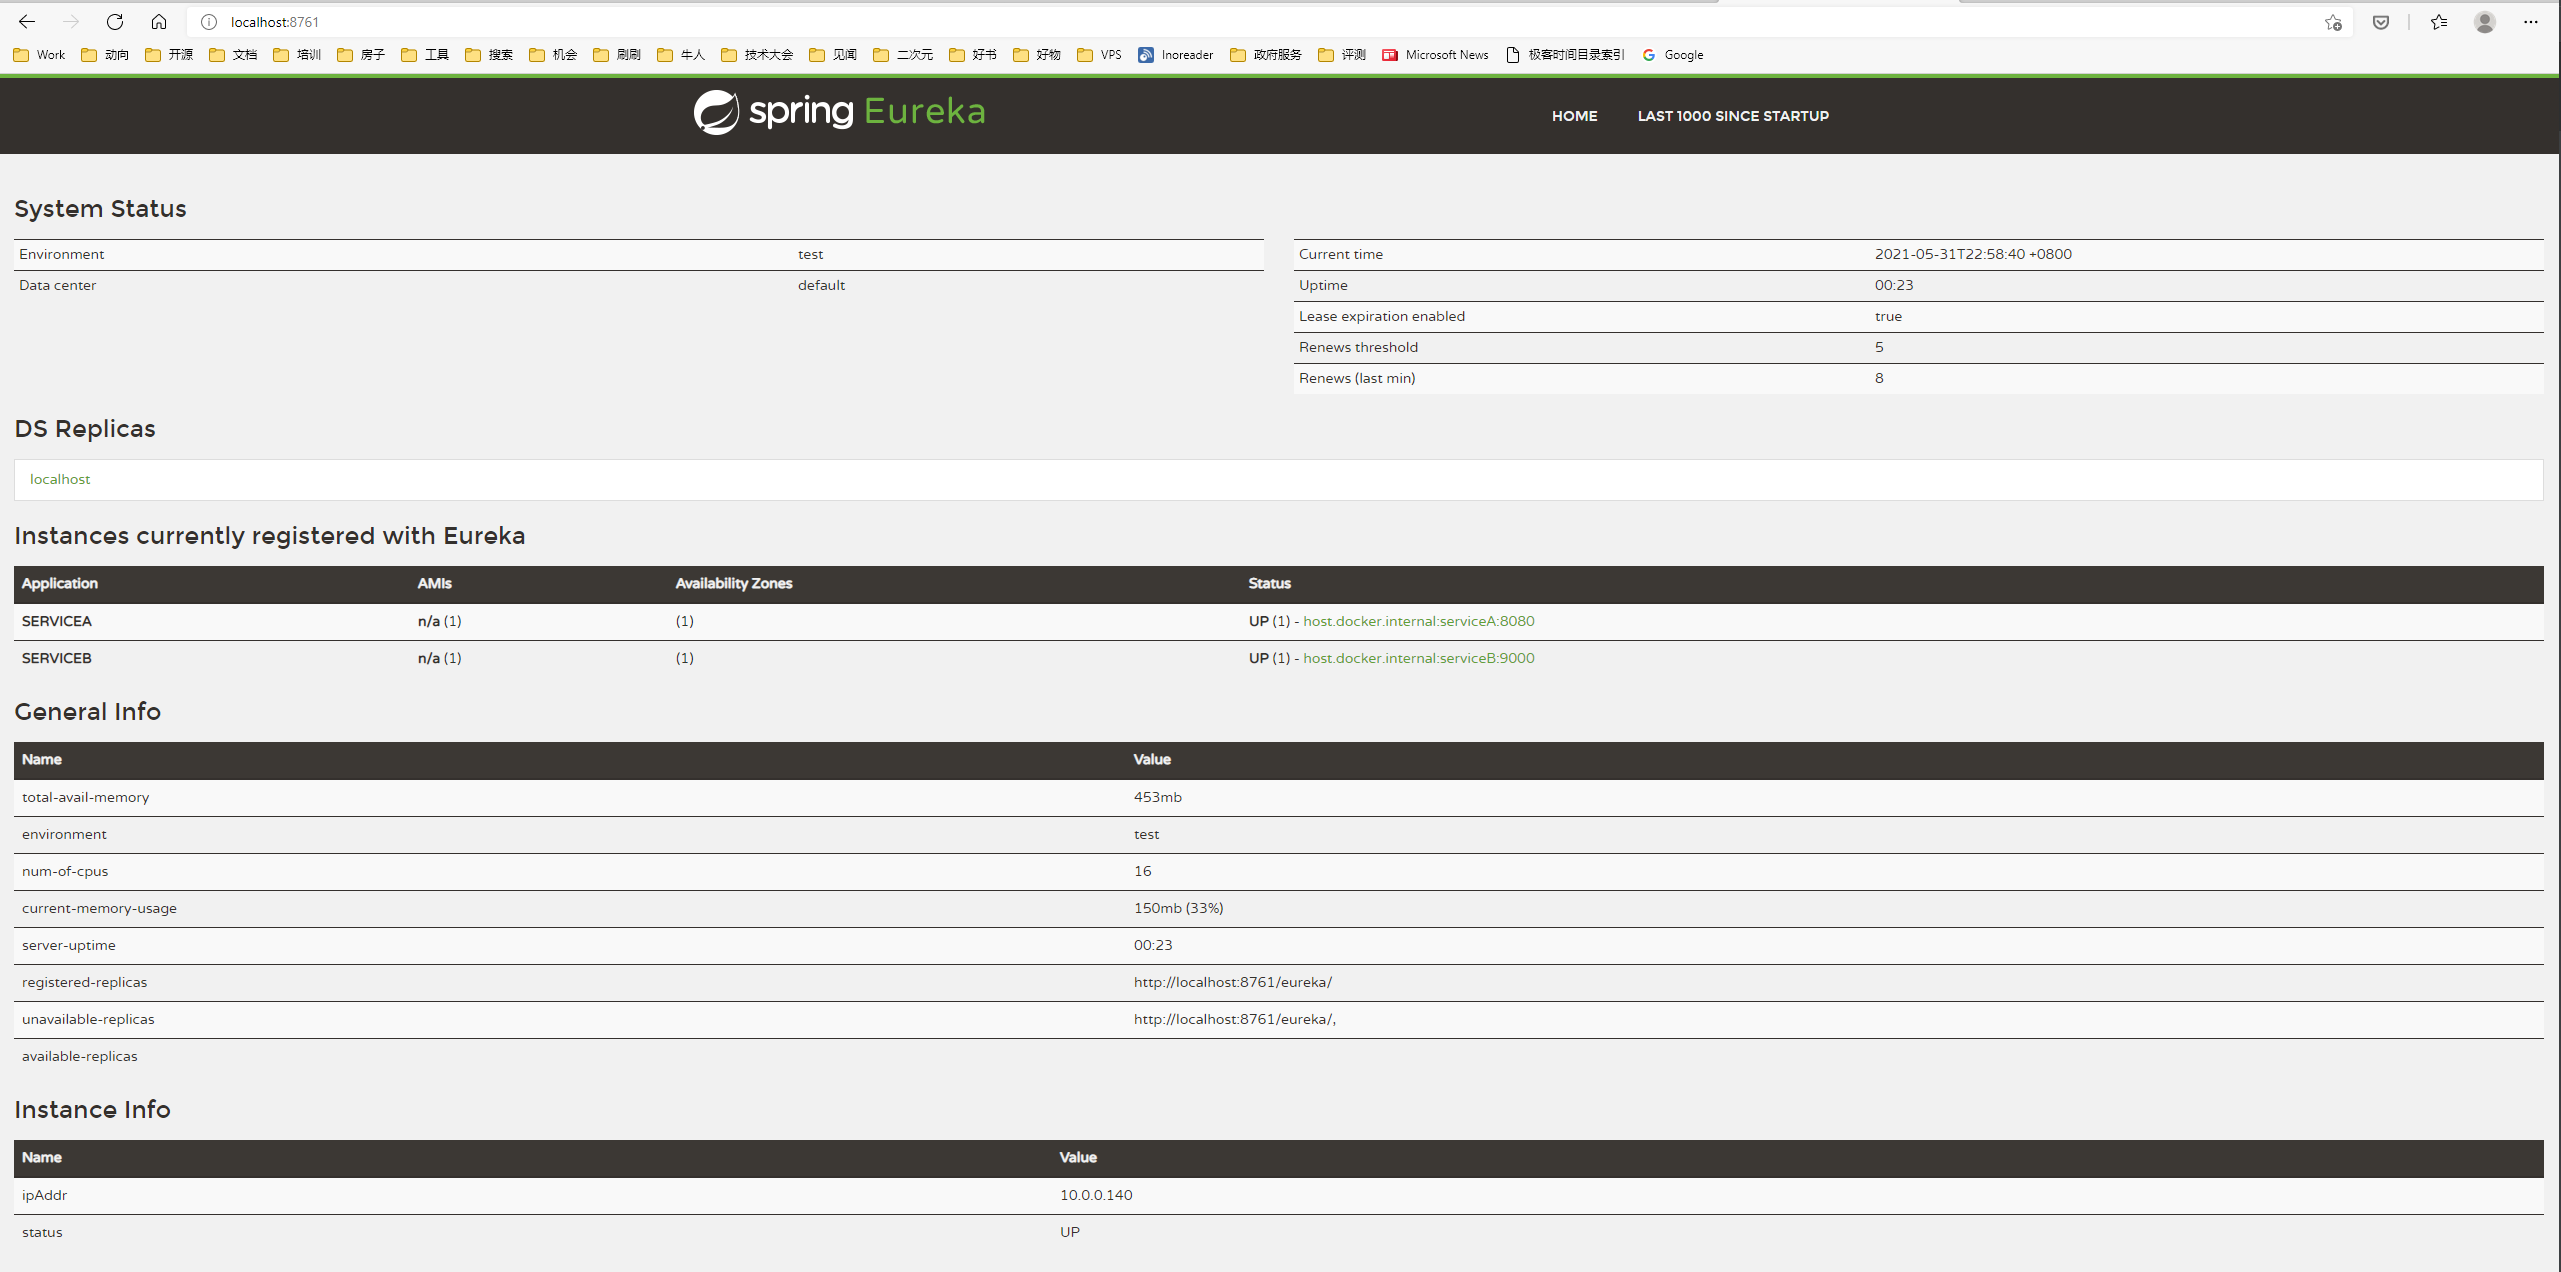 localhost:8761
Work 动向 开源 文档 培训 房子 工具 搜索 机会 刷刷 牛人 技术大会 见闻 二次元 好书 好物 VPS Inoreader 政府服务 评测 Microsoft News 极客时间目录索引 Google
spring Eureka HOME LAST 1000 SINCE STARTUP
System Status
Environment test
Data center default
Current time 2021-05-31T22:58:40 +0800
Uptime 00:23
Lease expiration enabled true
Renews threshold 5
Renews (last min) 8
DS Replicas
localhost
Instances currently registered with Eureka
Application AMIs Availability Zones Status
SERVICEA n/a (1) (1) UP (1) - host.docker.internal:serviceA:8080
SERVICEB n/a (1) (1) UP (1) - host.docker.internal:serviceB:9000
General Info
Name Value
total-avail-memory 453mb
environment test
num-of-cpus 16
current-memory-usage 150mb (33%)
server-uptime 00:23
registered-replicas http://localhost:8761/eureka/
unavailable-replicas http://localhost:8761/eureka/,
available-replicas
Instance Info
Name Value
ipAddr 10.0.0.140
status UP